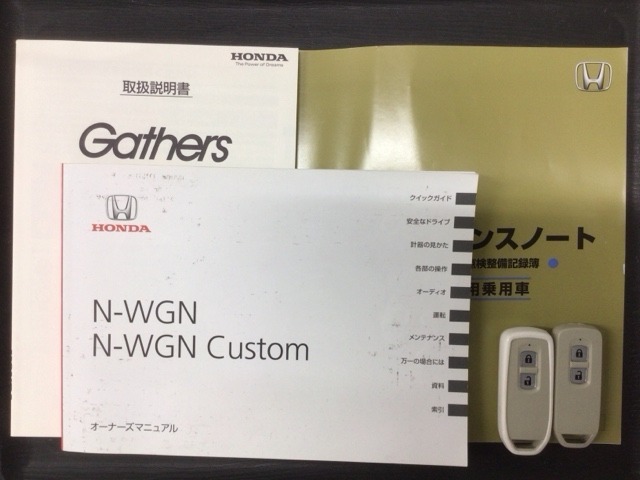 HONDA
The Power of Dreams
取扱説明書
Gathers
HONDA
N-WGN
N-WGN Custom
オーナーズマニュアル
クイックガイド
安全なドライブ
計器の見かた
各部の操作
オーディオ
運転
メンテナンス
万一の場合には
資料
索引
ンスノート
検整備記録簿
用乗用車